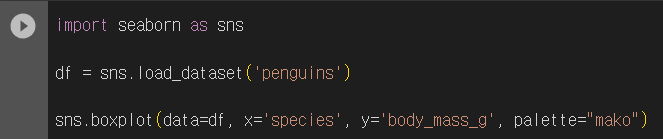 import seaborn as sns
df = sns.load_dataset('penguins')
sns.boxplot(data=df, x='species', y='body_mass_g', palette="mako")